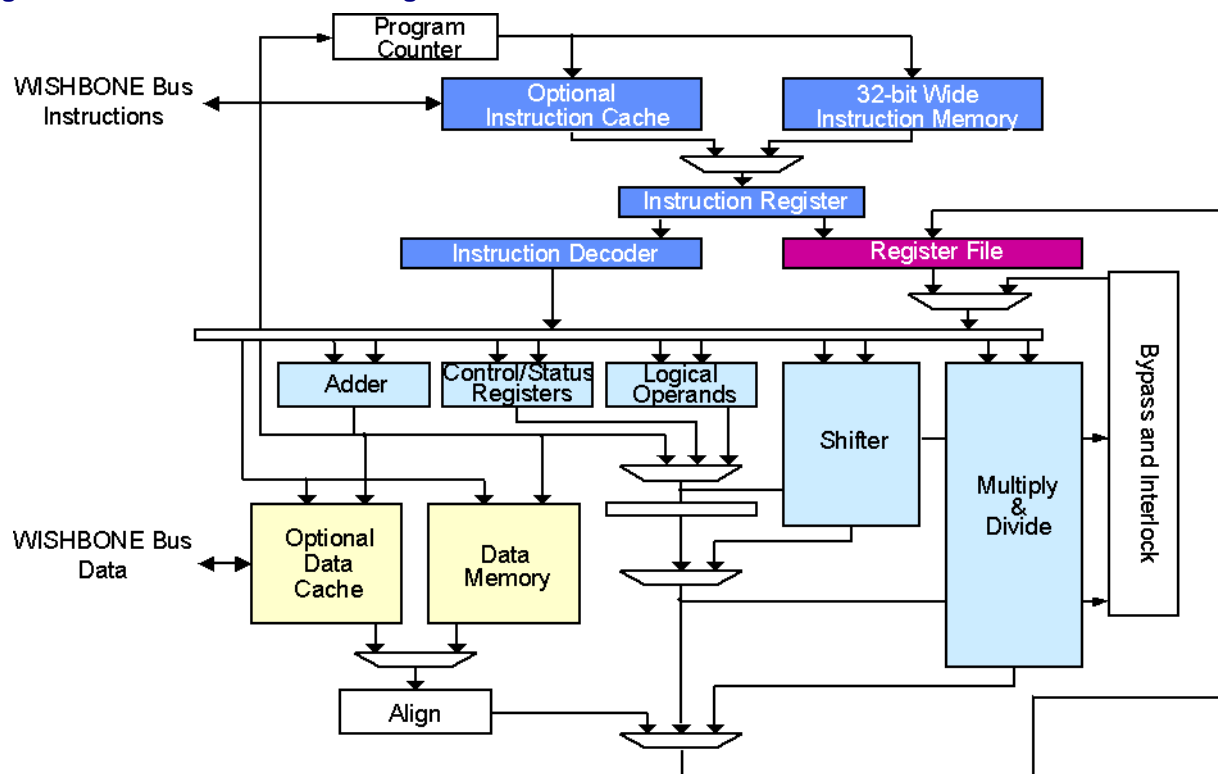 Program
Counter
WISHBONE Bus
Instructions
Optional
Instruction Cache
32-bit Wide
Instruction Memory
Instruction Register
Instruction Decoder
Register File
Adder
Control/Status
Registers
Logical
Operands
Shifter
Multiply
&
Divide
Bypass and Interlock
WISHBONE Bus
Data
Optional
Data
Cache
Data
Memory
Align